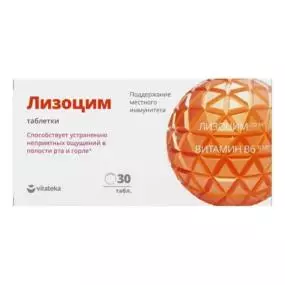 Поддержание
местного
иммунитета
Лизоцим
таблетки
Способствует устранению
неприятных ощущений в
полости рта и горле*
ЛИЗОЦИМ
ВИТАМИН B6
30
табл.
vitateka